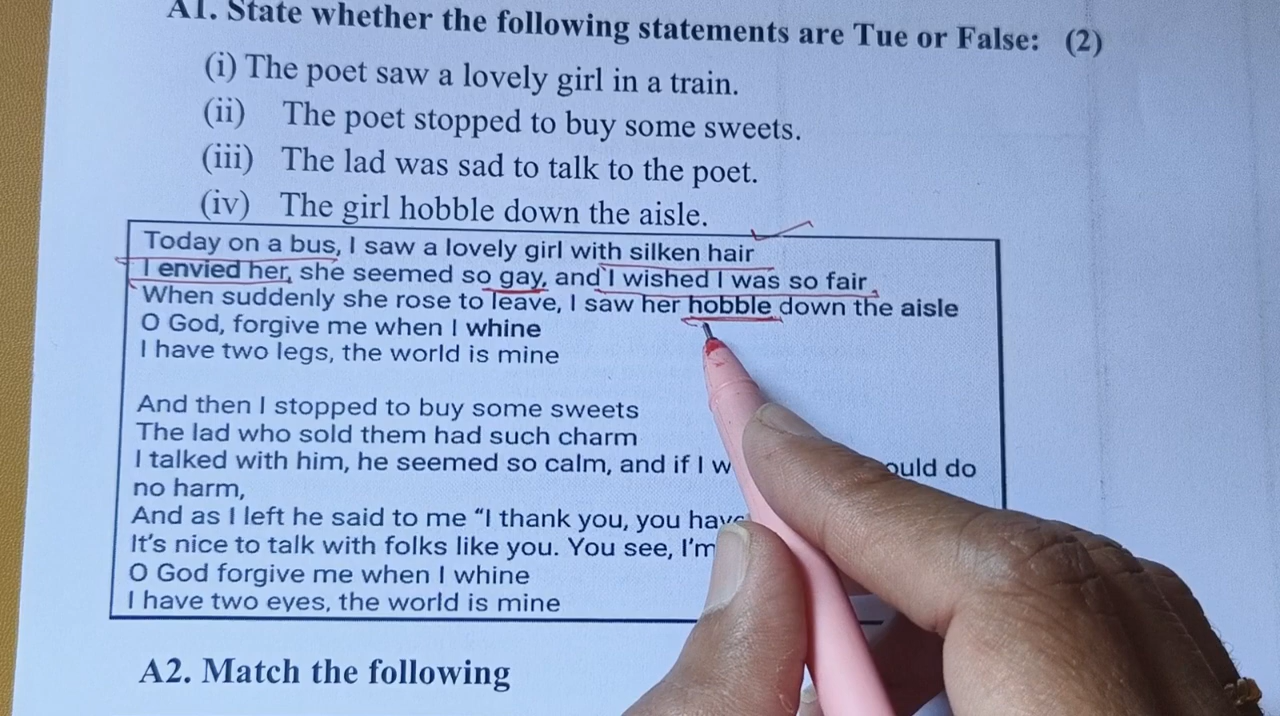 A1. State whether the following statements are Tue or False: (2)
(i) The poet saw a lovely girl in a train.
(ii) The poet stopped to buy some sweets.
(iii) The lad was sad to talk to the poet.
(iv) The girl hobble down the aisle.
Today on a bus, I saw a lovely girl with silken hair
I envied her, she seemed so gay, and I wished I was so fair
When suddenly she rose to leave, I saw her hobble down the aisle
O God, forgive me when I whine
I have two legs, the world is mine
And then I stopped to buy some sweets
The lad who sold them had such charm
I talked with him, he seemed so calm, and if I do
no harm,
And as I left he said to me “I thank you, you
It's nice to talk with folks like you. You see, I'm
O God forgive me when I whine
I have two eyes, the world is mine
A2. Match the following